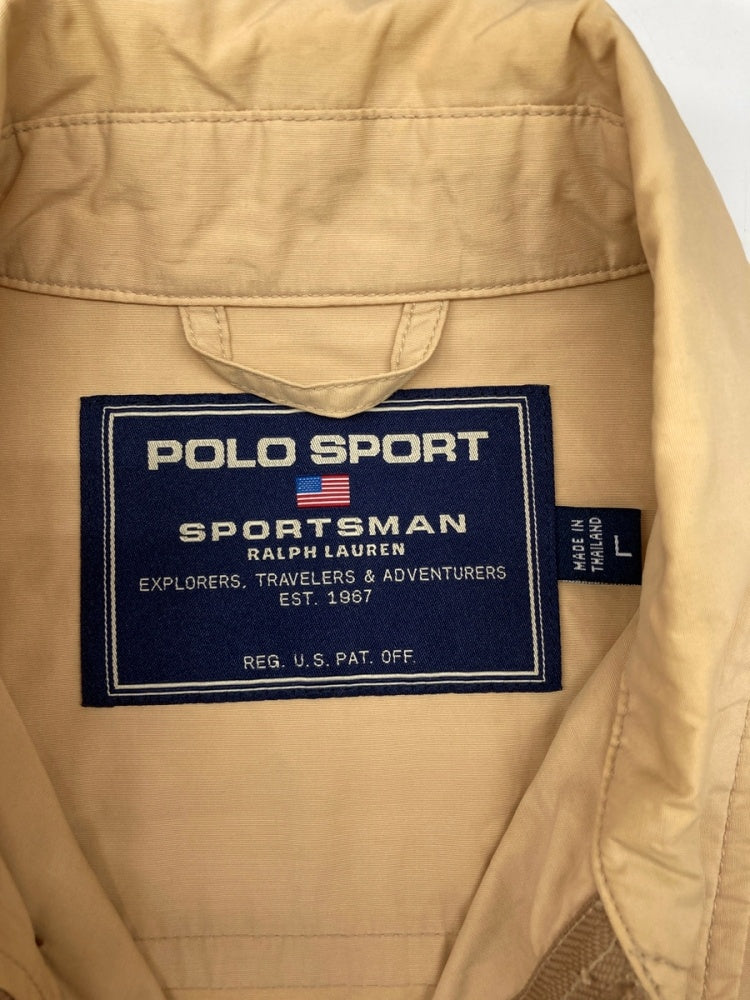 POLO SPORT
SPORTSMAN
RALPH LAUREN
EXPLORERS, TRAVELERS & ADVENTURERS
EST. 1967
REG. U.S. PAT. OFF.
MADE IN
THAILAND
L